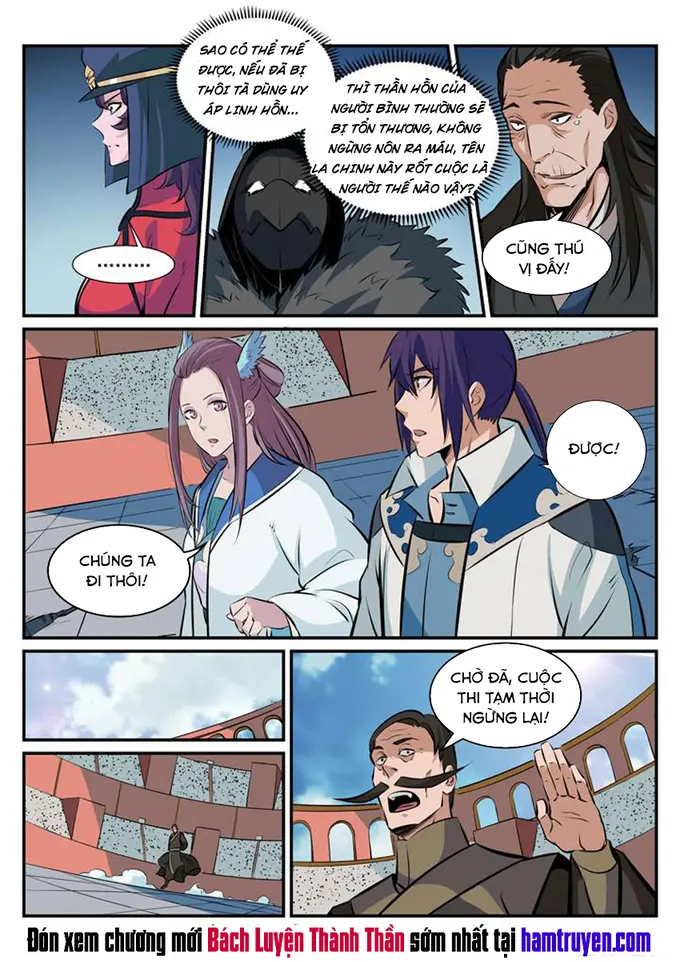 SAO CÓ THỂ THẾ
ĐƯỢC, NẾU ĐÃ BỊ
THÔI TÀ DÙNG UY
ÁP LINH HỒN...
THÌ THẦN HỒN CỦA
NGƯỜI BÌNH THƯỜNG SẼ
BỊ TỔN THƯƠNG, KHÔNG
NGỪNG NÔN RA MÁU, TÊN
LA CHINH NÀY RỐT CUỘC LÀ
NGƯỜI THẾ NÀO VẬY?
.........
CŨNG THÚ
VỊ ĐẤY!
ĐƯỢC!
CHÚNG TA
ĐI THÔI!
CHỜ ĐÃ, CUỘC
THI TẠM THỜI
NGỪNG LẠI!
Đón xem chương mới Bách Luyện Thành Thần sớm nhất tại hamtruyen.com